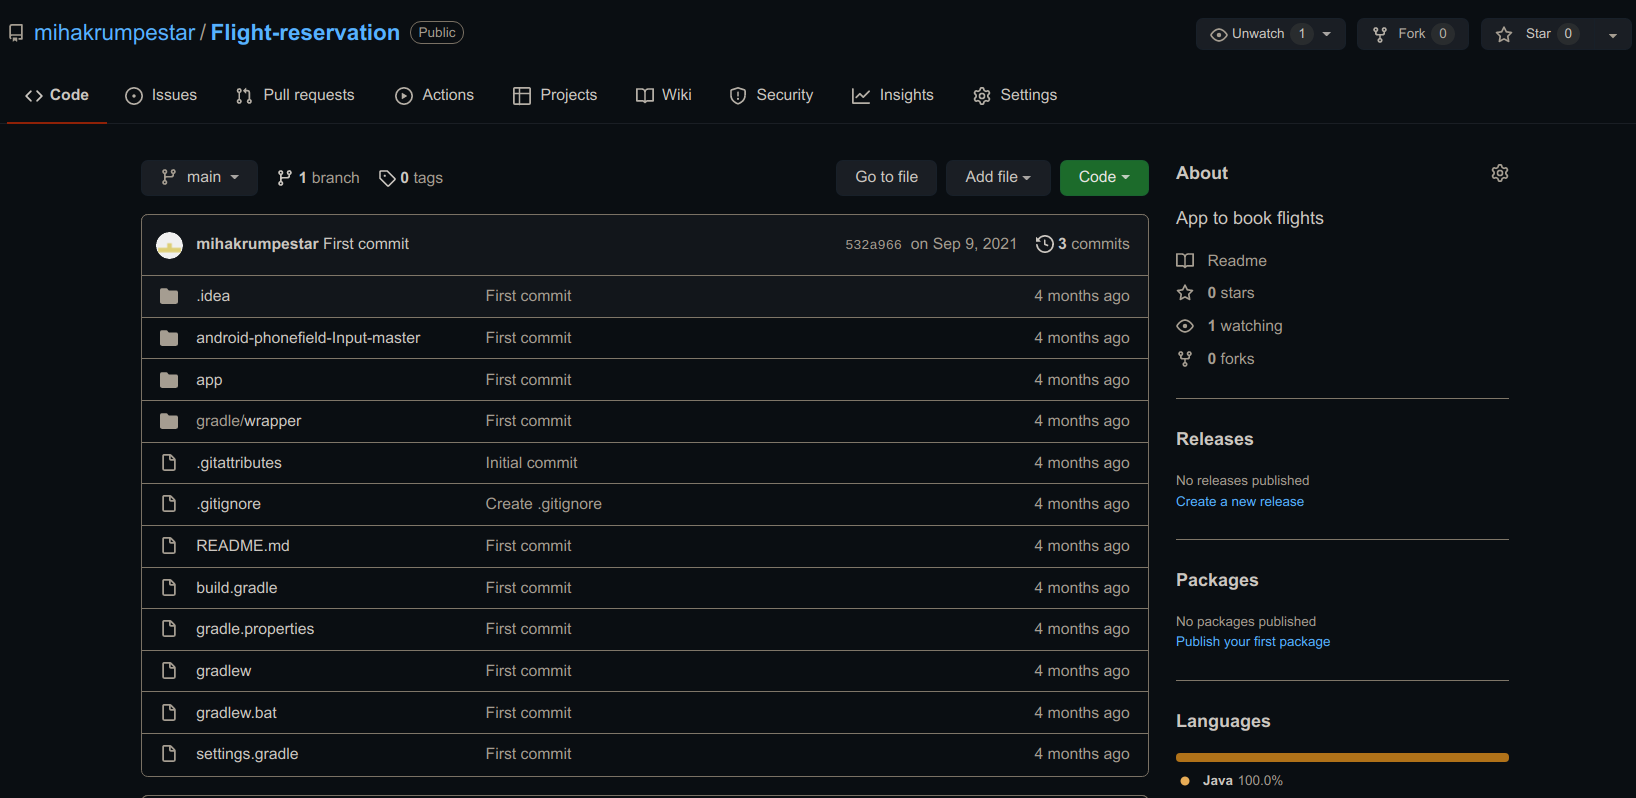 mihakrumpestar / Flight-reservation Public
Unwatch 1 Fork 0 Star 0
Code Issues Pull requests Actions Projects Wiki Security Insights Settings
main 1 branch 0 tags Go to file Add file Code
mihakrumpestar First commit 532a966 on Sep 9, 2021 3 commits
.idea First commit 4 months ago
android-phonefield-Input-master First commit 4 months ago
app First commit 4 months ago
gradle/wrapper First commit 4 months ago
.gitattributes Initial commit 4 months ago
.gitignore Create .gitignore 4 months ago
README.md First commit 4 months ago
build.gradle First commit 4 months ago
gradle.properties First commit 4 months ago
gradlew First commit 4 months ago
gradlew.bat First commit 4 months ago
settings.gradle First commit 4 months ago
About
App to book flights
Readme
0 stars
1 watching
0 forks
Releases
No releases published
Create a new release
Packages
No packages published
Publish your first package
Languages
Java 100.0%